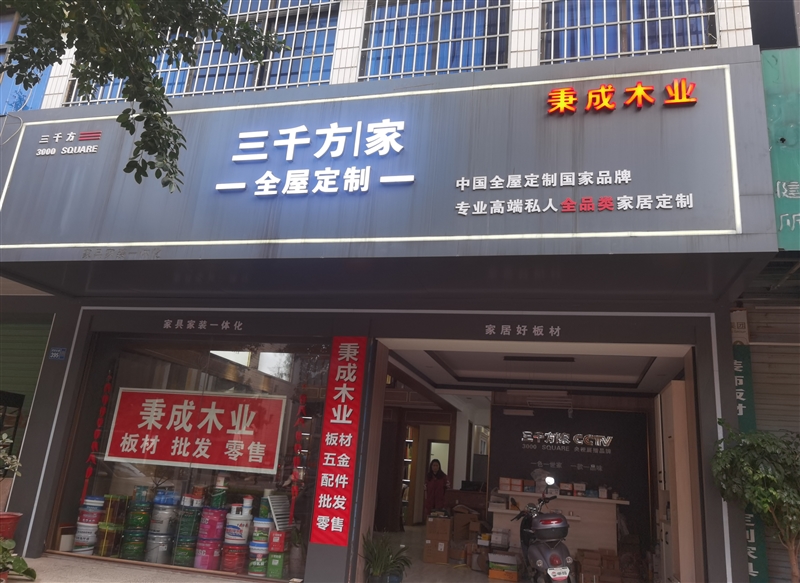 秉成木业
三千方
3000 SQUARE
三千方|家
全屋定制
中国全屋定制国家品牌
专业高端私人全品类家居定制
家具家装一体化
家居好板材
秉成木业
板材 批发 零售
秉成木业
板材
五金
配件
批发
零售
三千方|家 CCTV
3000 SQUARE